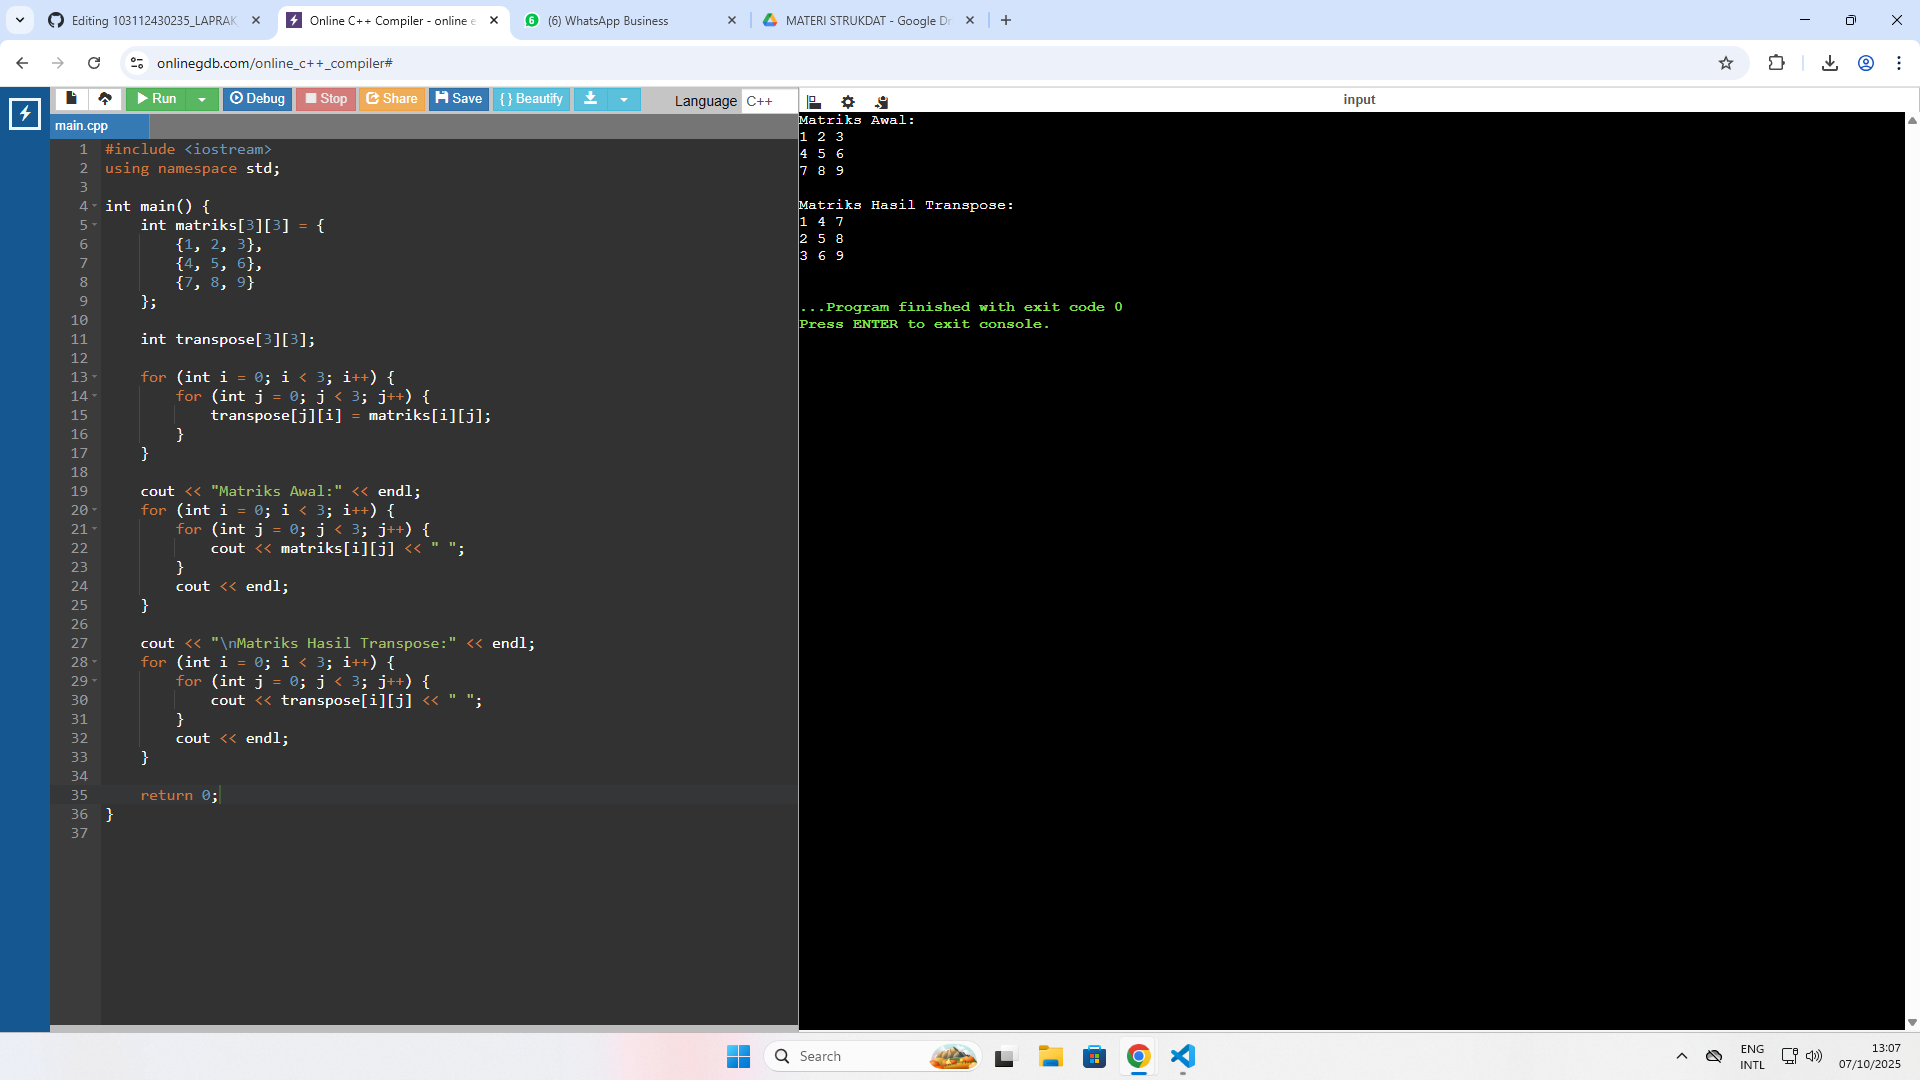 Editing 103112430235_LAPRAK
Online C++ Compiler - online e
(6) WhatsApp Business
MATERI STRUKDAT - Google Dr
onlinegdb.com/online_c++_compiler#
Run
Debug
Stop
Share
Save
{ } Beautify
Language
C++
input
main.cpp
1 #include <iostream>
2 using namespace std;
3
4 int main() {
5     int matriks[3][3] = {
6         {1, 2, 3},
7         {4, 5, 6},
8         {7, 8, 9}
9     };
10
11     int transpose[3][3];
12
13     for (int i = 0; i < 3; i++) {
14         for (int j = 0; j < 3; j++) {
15             transpose[j][i] = matriks[i][j];
16         }
17     }
18
19     cout << "Matriks Awal:" << endl;
20     for (int i = 0; i < 3; i++) {
21         for (int j = 0; j < 3; j++) {
22             cout << matriks[i][j] << " ";
23         }
24         cout << endl;
25     }
26
27     cout << "\nMatriks Hasil Transpose:" << endl;
28     for (int i = 0; i < 3; i++) {
29         for (int j = 0; j < 3; j++) {
30             cout << transpose[i][j] << " ";
31         }
32         cout << endl;
33     }
34
35     return 0;
36 }
37
Matriks Awal:
1 2 3
4 5 6
7 8 9
Matriks Hasil Transpose:
1 4 7
2 5 8
3 6 9
...Program finished with exit code 0
Press ENTER to exit console.
Search
ENG
INTL
13:07
07/10/2025